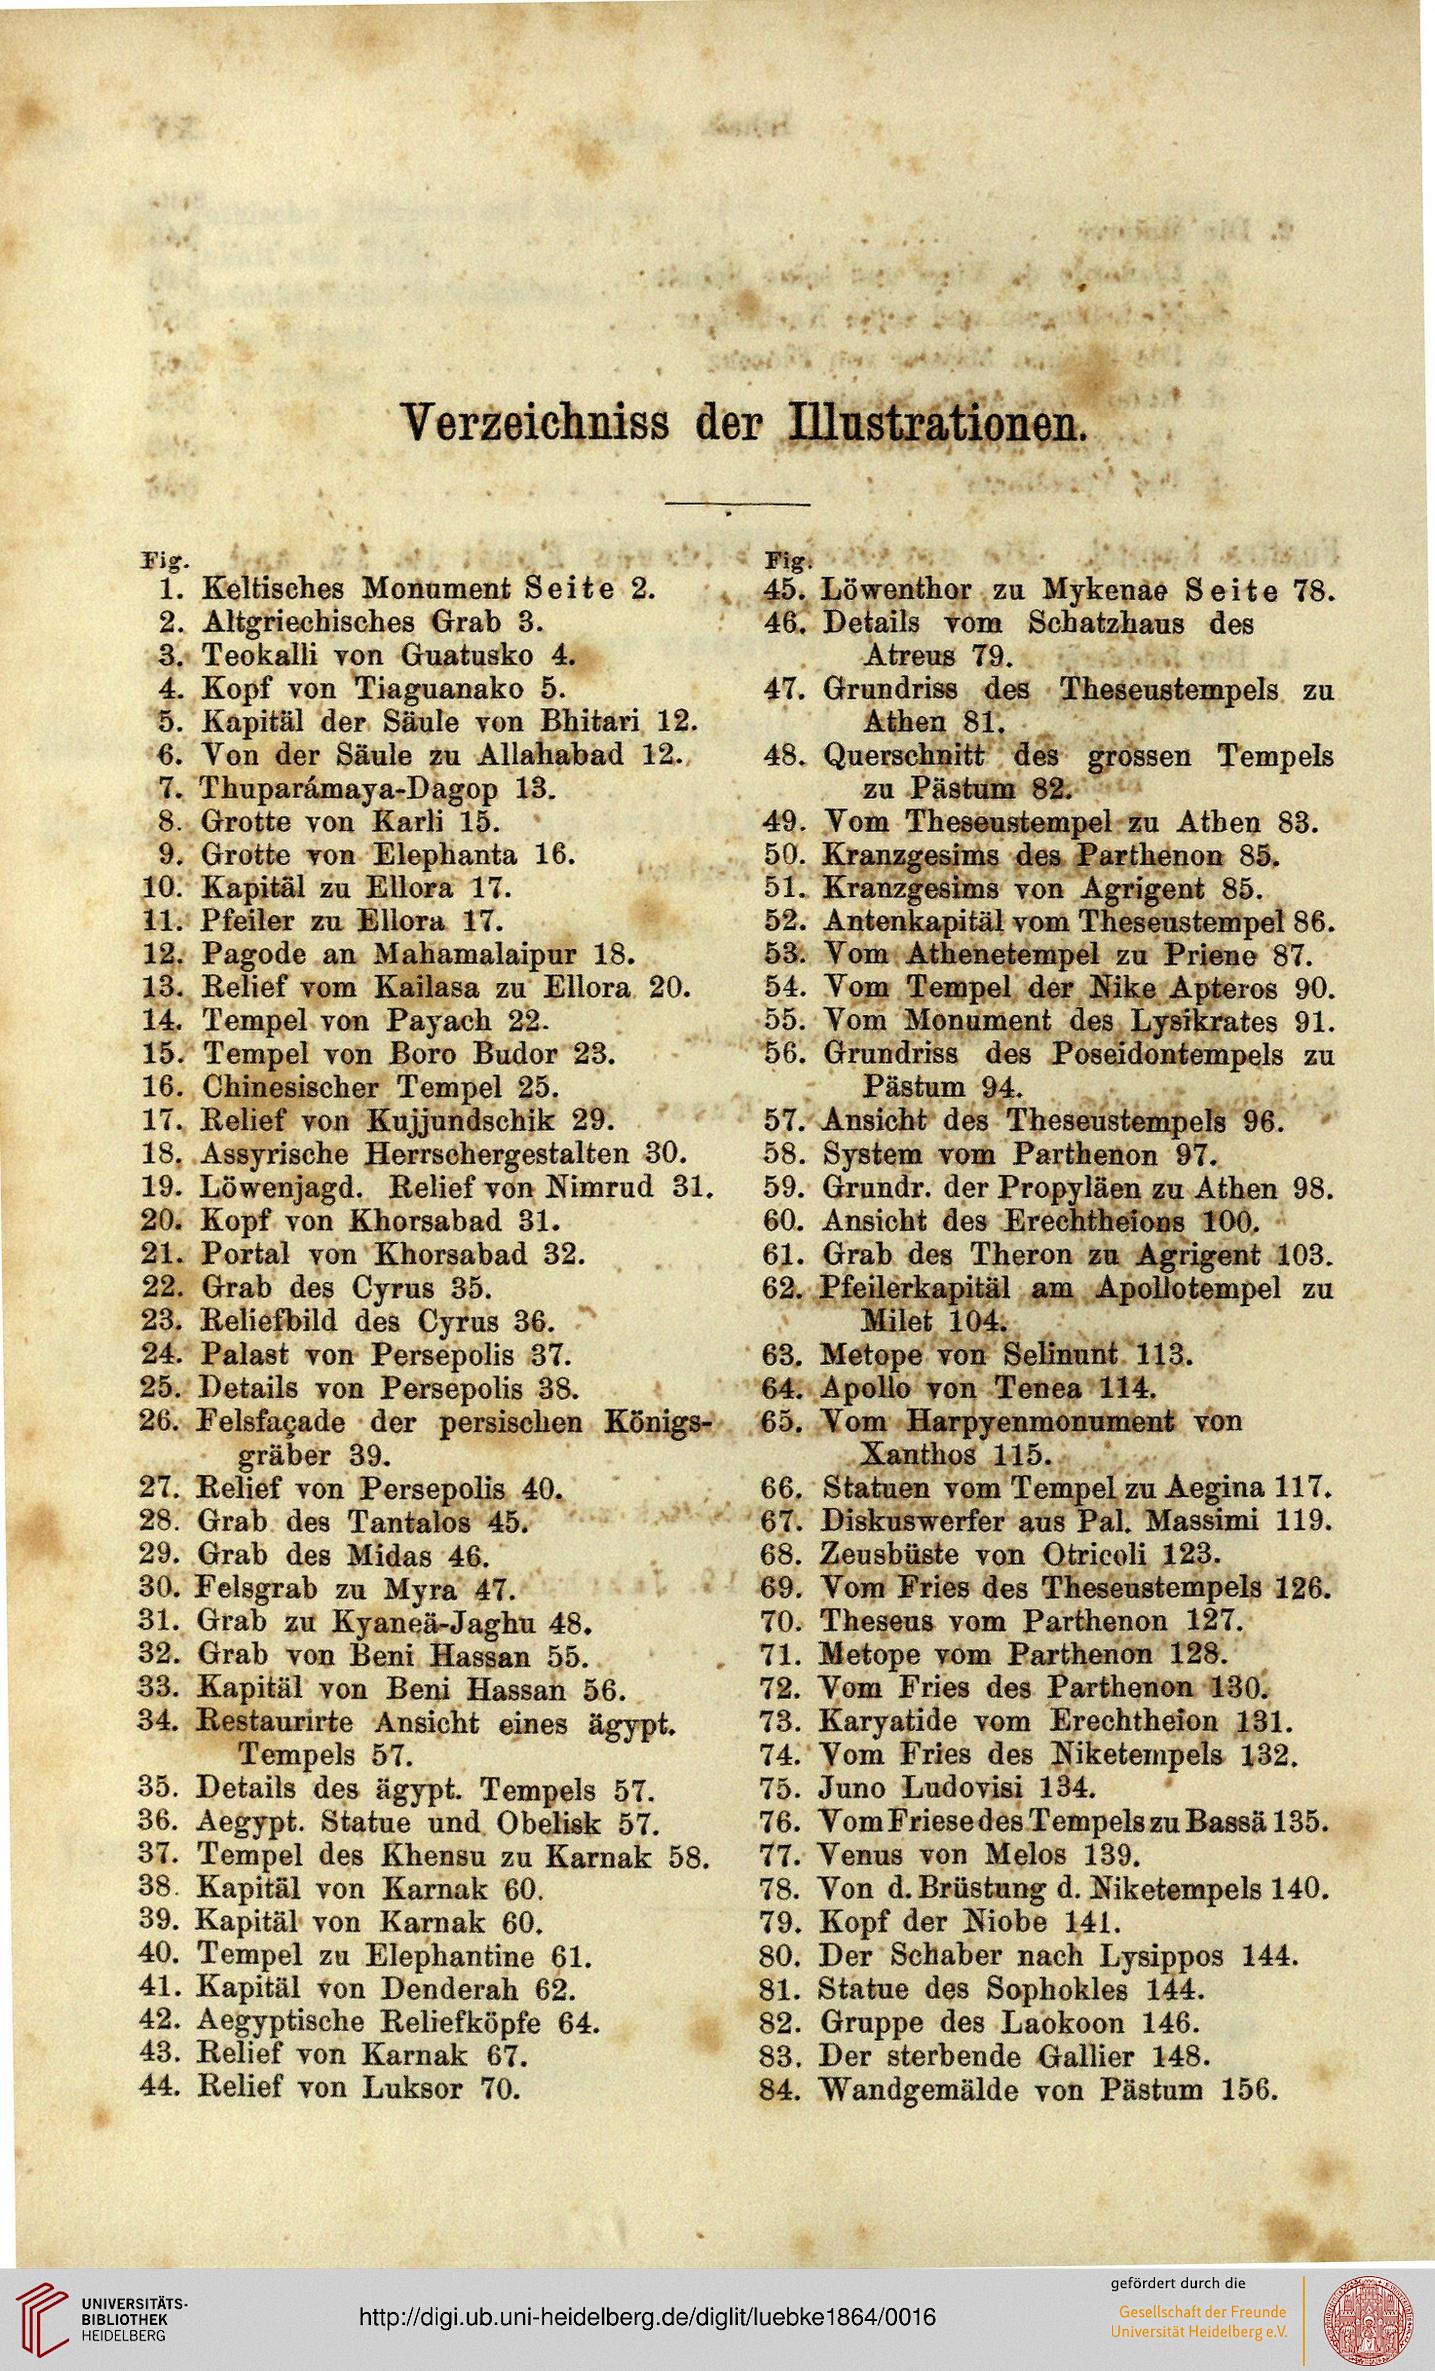 Verzeichniss der Illustrationen.
Fig.
1. Keltisches Monument Seite 2.
2. Altgriechisches Grab 3.
3. Teokalli von Guatusko 4.
4. Kopf von Tiaguanako 5.
5. Kapitäl der Säule von Bhitari 12.
6. Von der Säule zu Allahabad 12.
7. Thuparámaya-Dagop 13.
8. Grotte von Karli 15.
9. Grotte von Elephanta 16.
10. Kapitäl zu Ellora 17.
11. Pfeiler zu Ellora 17.
12. Pagode an Mahamalaipur 18.
13. Relief vom Kailasa zu Ellora 20.
14. Tempel von Payach 22.
15. Tempel von Boro Budor 23.
16. Chinesischer Tempel 25.
17. Relief von Kujjundschik 29.
18. Assyrische Herrschergestalten 30.
19. Löwenjagd. Relief von Nimrud 31.
20. Kopf von Khorsabad 31.
21. Portal von Khorsabad 32.
22. Grab des Cyrus 35.
23. Reliefbild des Cyrus 36.
24. Palast von Persepolis 37.
25. Details von Persepolis 38.
26. Felsfaçade der persischen Königs-
gräber 39.
27. Relief von Persepolis 40.
28. Grab des Tantalos 45.
29. Grab des Midas 46.
30. Felsgrab zu Myra 47.
31. Grab zu Kyaneä-Jaghu 48.
32. Grab von Beni Hassan 55.
33. Kapitäl von Beni Hassan 56.
34. Restaurirte Ansicht eines ägypt.
Tempels 57.
35. Details des ägypt. Tempels 57.
36. Aegypt. Statue und Obelisk 57.
37. Tempel des Khensu zu Karnak 58.
38. Kapitäl von Karnak 60.
39. Kapitäl von Karnak 60.
40. Tempel zu Elephantine 61.
41. Kapitäl von Denderah 62.
42. Aegyptische Reliefköpfe 64.
43. Relief von Karnak 67.
44. Relief von Luksor 70.
Fig.
45. Löwenthor zu Mykenae Seite 78.
46. Details vom Schatzhaus des
Atreus 79.
47. Grundriss des Theseustempels zu
Athen 81.
48. Querschnitt des grossen Tempels
zu Pästum 82.
49. Vom Theseustempel zu Athen 83.
50. Kranzgesims des Parthenon 85.
51. Kranzgesims von Agrigent 85.
52. Antenkapitäl vom Theseustempel 86.
53. Vom Athenetempel zu Priene 87.
54. Vom Tempel der Nike Apteros 90.
55. Vom Monument des Lysikrates 91.
56. Grundriss des Poseidontempels zu
Pästum 94.
57. Ansicht des Theseustempels 96.
58. System vom Parthenon 97.
59. Grundr. der Propyläen zu Athen 98.
60. Ansicht des Erechtheions 100.
61. Grab des Theron zu Agrigent 103.
62. Pfeilerkapitäl am Apollotempel zu
Milet 104.
63. Metope von Selinunt 113.
64. Apollo von Tenea 114.
65. Vom Harpyenmonument von
Xanthos 115.
66. Statuen vom Tempel zu Aegina 117.
67. Diskuswerfer aus Pal. Massimi 119.
68. Zeusbüste von Otricoli 123.
69. Vom Fries des Theseustempels 126.
70. Theseus vom Parthenon 127.
71. Metope vom Parthenon 128.
72. Vom Fries des Parthenon 130.
73. Karyatide vom Erechtheion 131.
74. Vom Fries des Niketempels 132.
75. Juno Ludovisi 134.
76. Vom Friese des Tempels zu Bassä 135.
77. Venus von Melos 139.
78. Von d. Brüstung d. Niketempels 140.
79. Kopf der Niobe 141.
80. Der Schaber nach Lysippos 144.
81. Statue des Sophokles 144.
82. Gruppe des Laokoon 146.
83. Der sterbende Gallier 148.
84. Wandgemälde von Pästum 156.
UNIVERSITÄTS-
BIBLIOTHEK
HEIDELBERG
http://digi.ub.uni-heidelberg.de/diglit/luebke1864/0016
gefördert durch die
Gesellschaft der Freunde
Universität Heidelberg e.V.